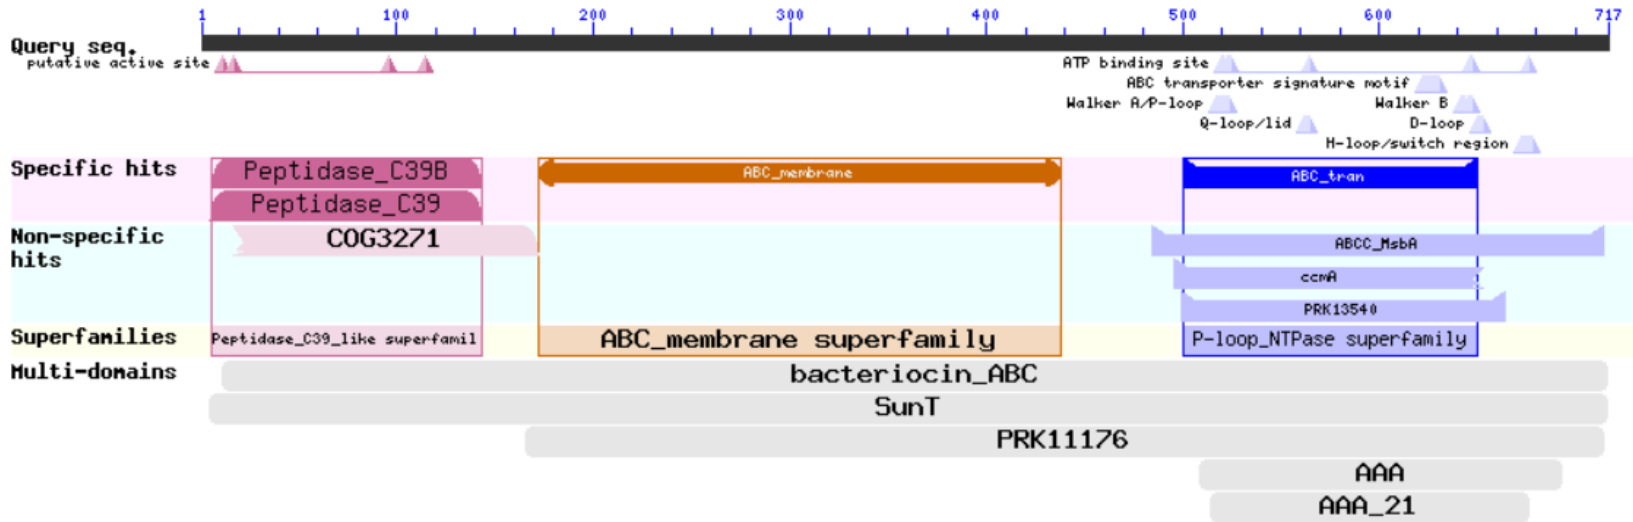 1 100 200 300 400 500 600 717
Query seq.
putative active site ATP binding site
ABC transporter signature motif
Walker A/P-loop Walker B
Q-loop/lid D-loop
H-loop/switch region
Specific hits Peptidase_C39B ABC_membrane ABC_tran
Peptidase_C39
Non-specific hits COG3271 ABCC_MsbA
ccmA
PRK13540
Superfamilies Peptidase_C39_like superfamil ABC_membrane superfamily P-loop_NTPase superfamily
Multi-domains bacteriocin_ABC
SunT
PRK11176
AAA
AAA_21